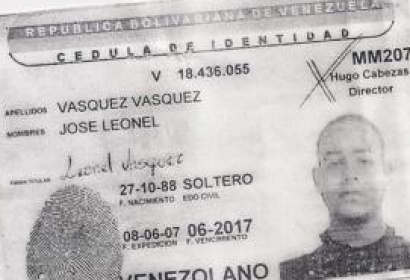 REPUBLICA BOLIVARIANA DE VENEZUELA
CEDULA DE IDENTIDAD
MM207
V 18.436.055
Hugo Cabezas
Director
APELLIDOS VASQUEZ VASQUEZ
NOMBRES JOSE LEONEL
Leonel Vasquez
FIRMA TITULAR
27-10-88 SOLTERO
F. NACIMIENTO EDO CIVIL
08-06-07 06-2017
F. EXPEDICION F. VENCIMIENTO
VENEZOLANO